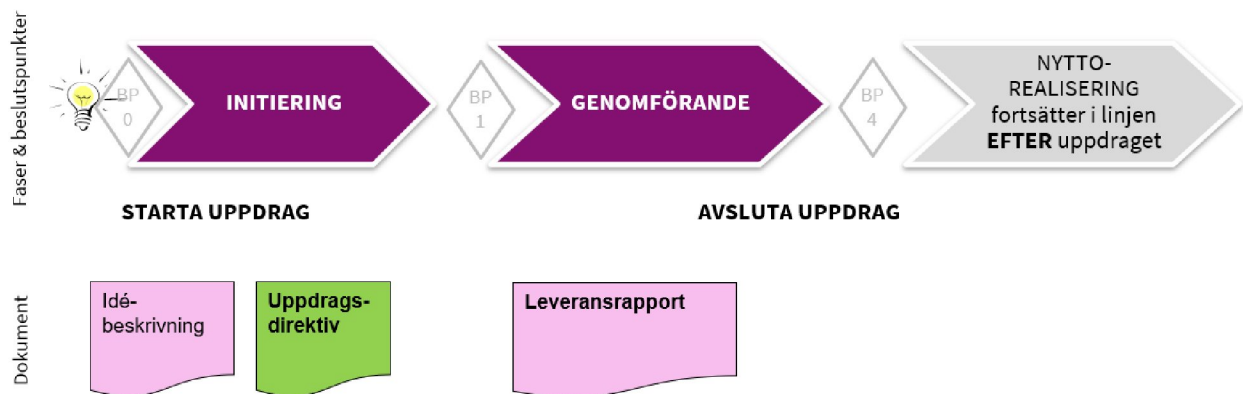 Faser & beslutspunkter
BP
0
INITIERING
BP
1
GENOMFÖRANDE
BP
4
NYTTO-
REALISERING
fortsätter i linjen
EFTER uppdraget
STARTA UPPDRAG
AVSLUTA UPPDRAG
Dokument
Idé-
beskrivning
Uppdrags-
direktiv
Leveransrapport